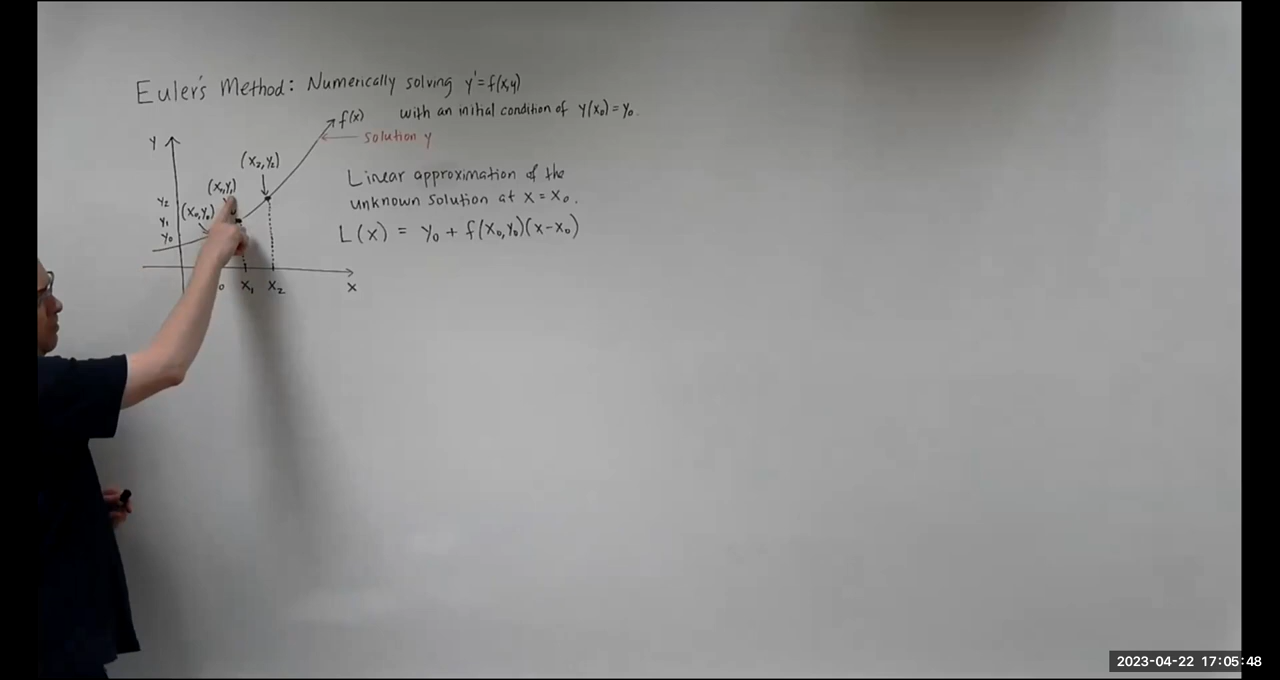 Euler's Method: Numerically solving y'=f(x,y)
with an initial condition of y(x₀)=y₀.
f(x)
solution y
y
(x₂,y₂)
(x₁,y₁)
(x₀,y₀)
y₂
y₁
y₀
x₁ x₂ x
Linear approximation of the
unknown solution at x=x₀.
L(x) = y₀ + f(x₀,y₀)(x-x₀)
2023-04-22 17:05:48